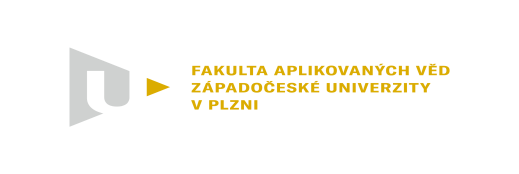 U
FAKULTA APLIKOVANÝCH VĚD
ZÁPADOČESKÉ UNIVERZITY
V PLZNI